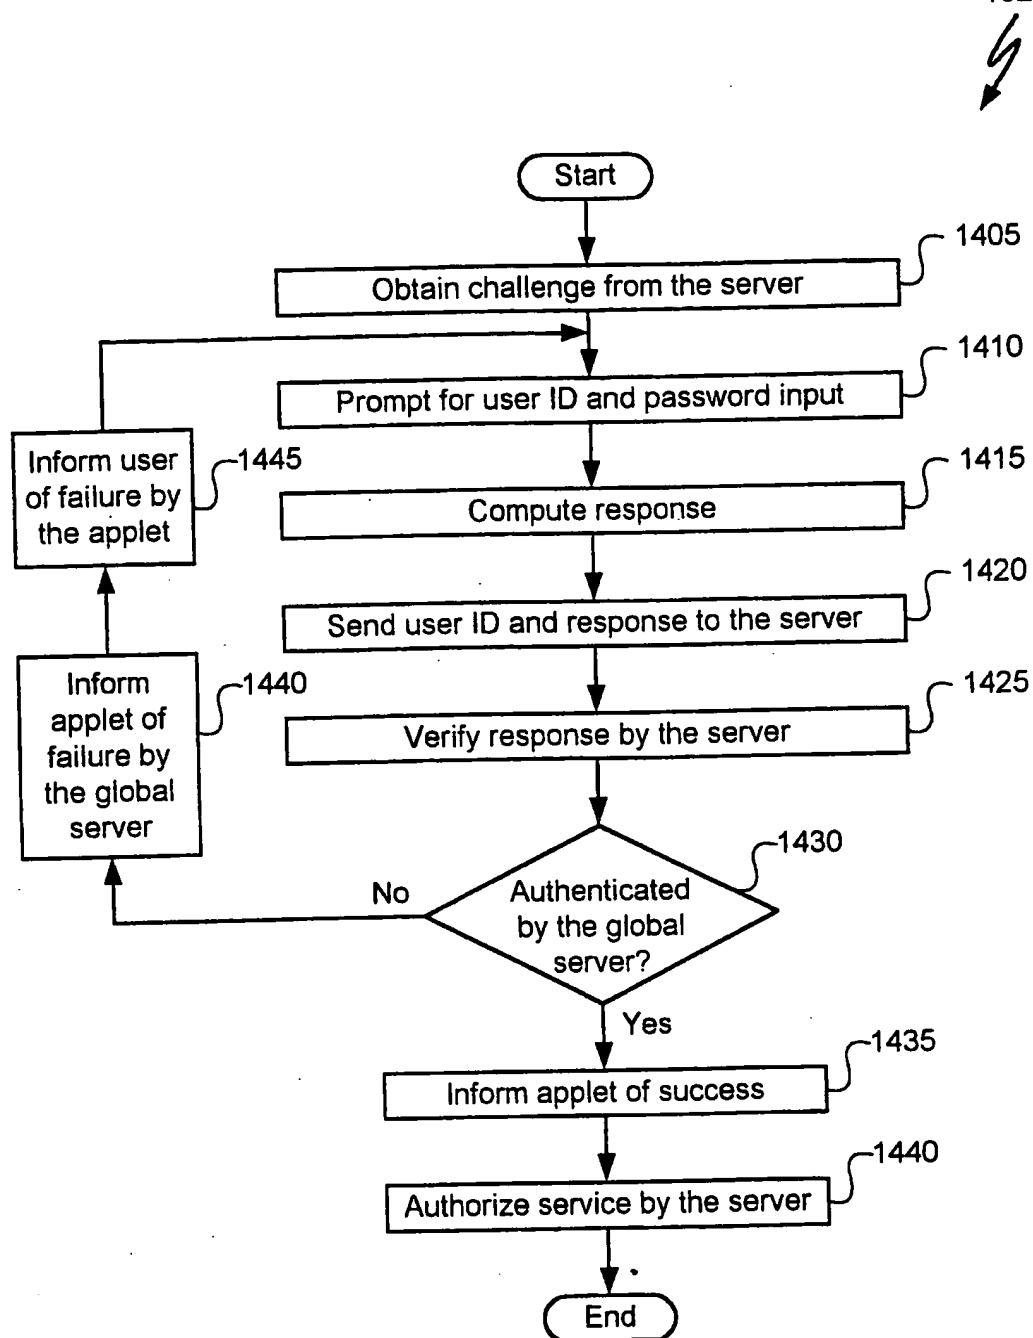 Start
1405
Obtain challenge from the server
1410
Prompt for user ID and password input
1445
Inform user
of failure by
the applet
1415
Compute response
1420
Send user ID and response to the server
1440
Inform
applet of
failure by
the global
server
1425
Verify response by the server
1430
Authenticated
by the global
server?
No
Yes
1435
Inform applet of success
1440
Authorize service by the server
End